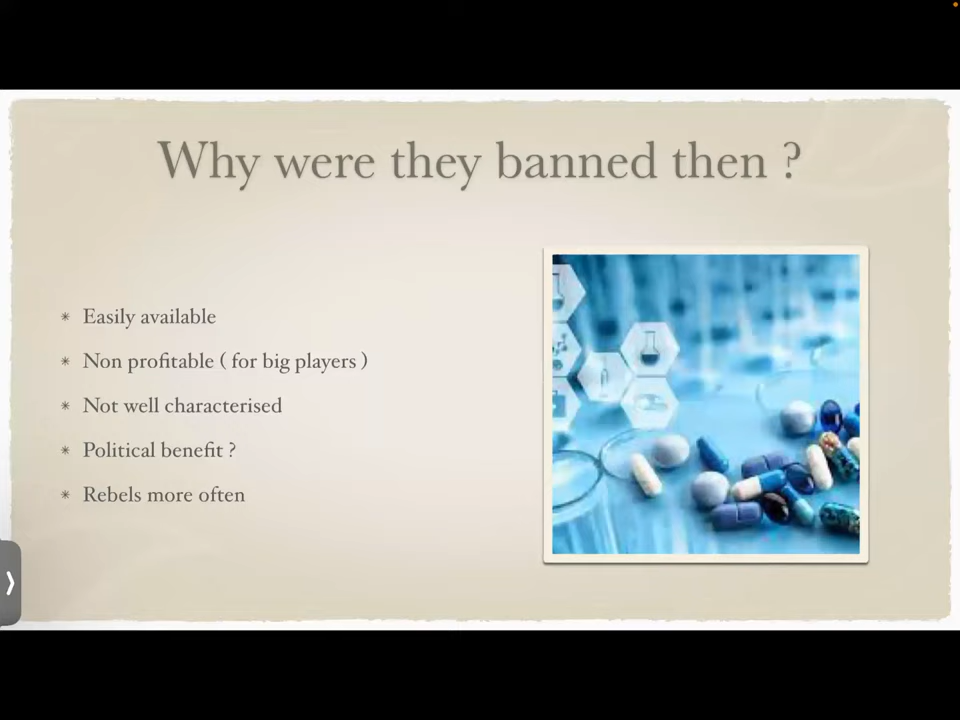 Why were they banned then ?
Easily available
Non profitable ( for big players )
Not well characterised
Political benefit ?
Rebels more often